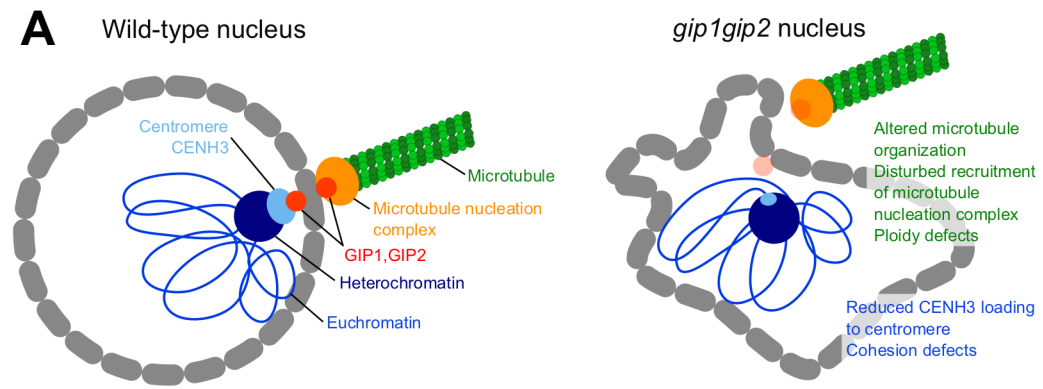 A
Wild-type nucleus
gip1gip2 nucleus
Centromere
CENH3
Microtubule
Microtubule nucleation
complex
GIP1,GIP2
Heterochromatin
Euchromatin
Altered microtubule
organization
Disturbed recruitment
of microtubule
nucleation complex
Ploidy defects
Reduced CENH3 loading
to centromere
Cohesion defects